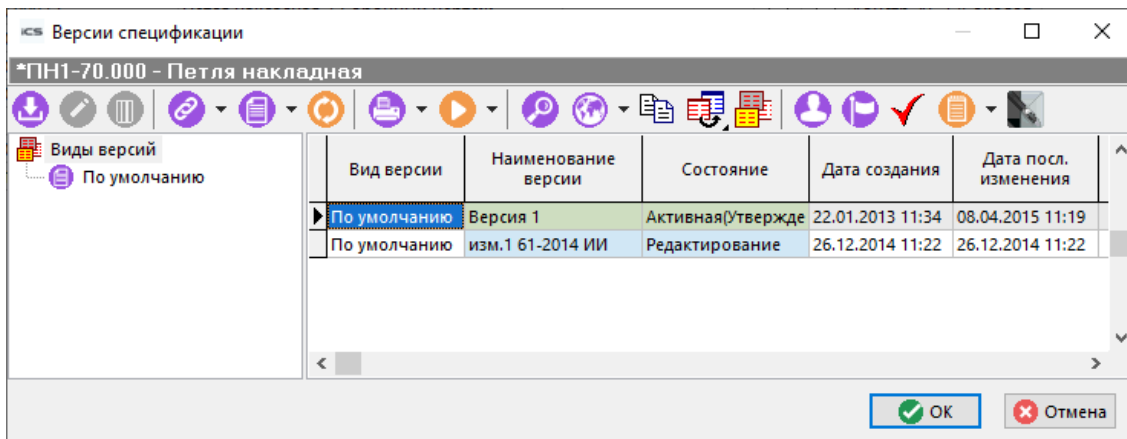 iCS Версии спецификации
*ПН1-70.000 - Петля накладная
Виды версий
По умолчанию
Вид версии Наименование версии Состояние Дата создания Дата посл. изменения
По умолчанию Версия 1 Активная(Утвержде 22.01.2013 11:34 08.04.2015 11:19
По умолчанию изм.1 61-2014 ИИ Редактирование 26.12.2014 11:22 26.12.2014 11:22
ОК Отмена